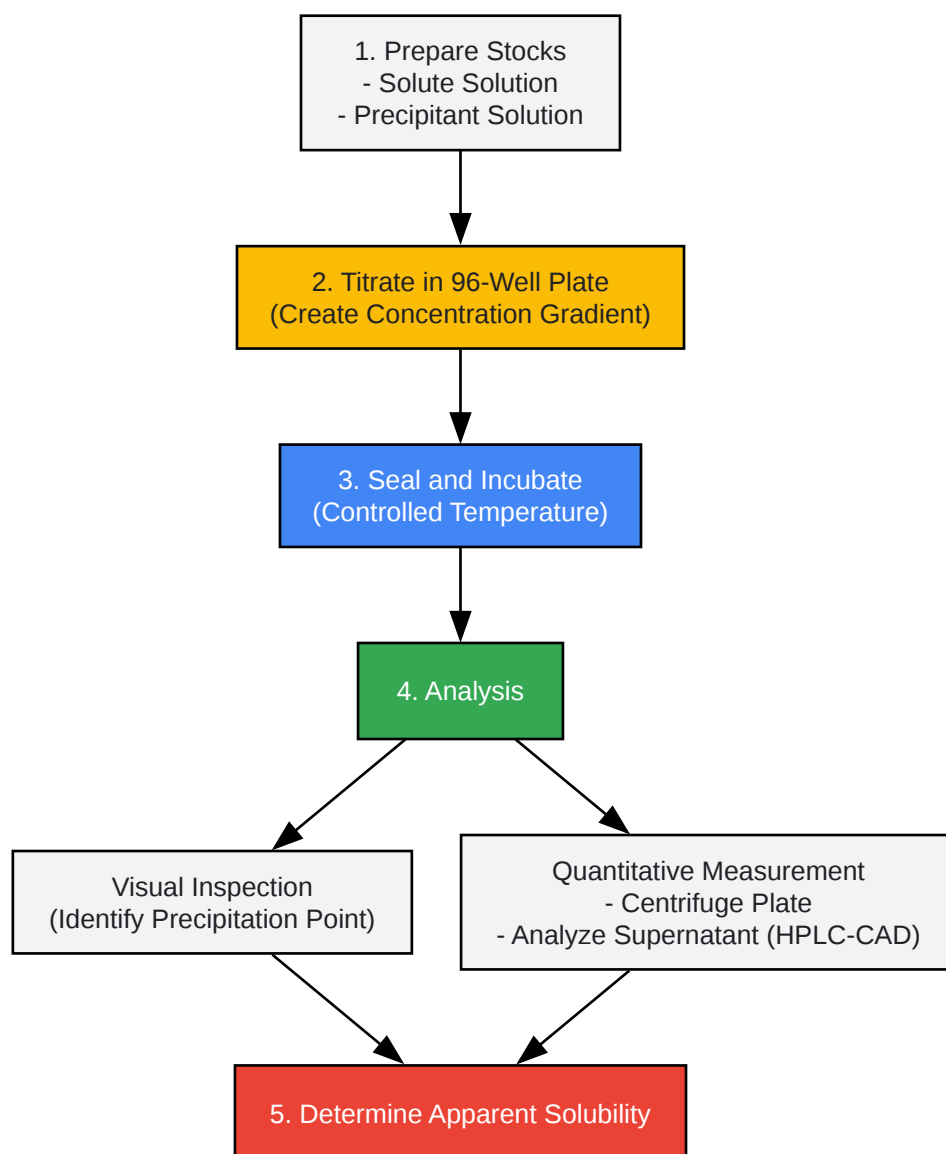 1. Prepare Stocks
- Solute Solution
- Precipitant Solution
2. Titrate in 96-Well Plate
(Create Concentration Gradient)
3. Seal and Incubate
(Controlled Temperature)
4. Analysis
Visual Inspection
(Identify Precipitation Point)
Quantitative Measurement
- Centrifuge Plate
- Analyze Supernatant (HPLC-CAD)
5. Determine Apparent Solubility